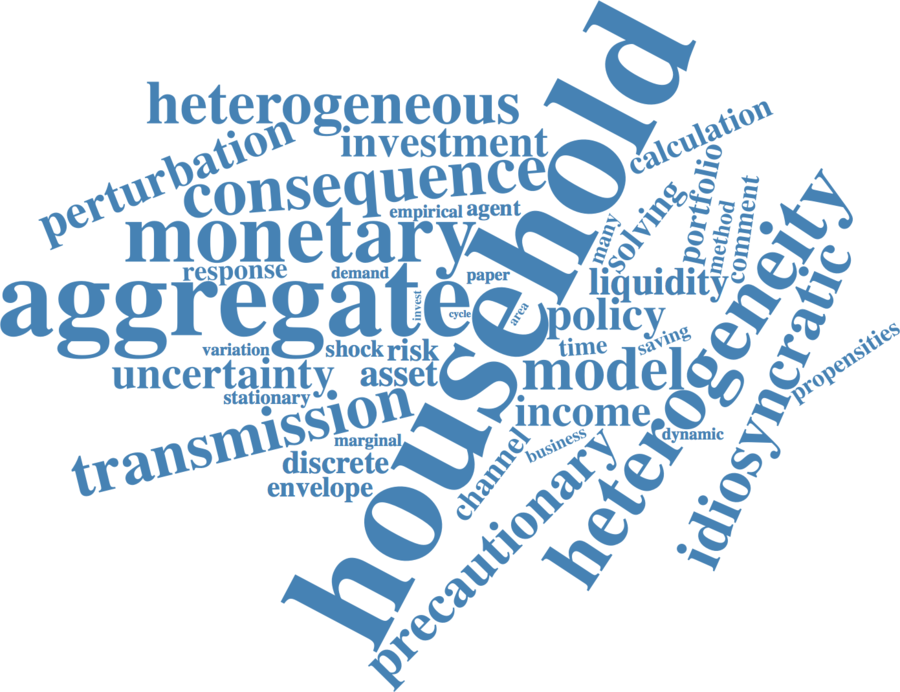 household
heterogeneous
perturbation
investment
calculation
consequence
portfolio
solving
empirical
agent
method
comment
many
monetary
heterogeneity
response
demand
paper
liquidity
aggregate
invest
cycle
area
policy
idiosyncratic
variation
shock
risk
time
saving
propensities
uncertainty
asset
model
stationary
transmission
income
marginal
dynamic
business
channel
discrete
envelope
precautionary